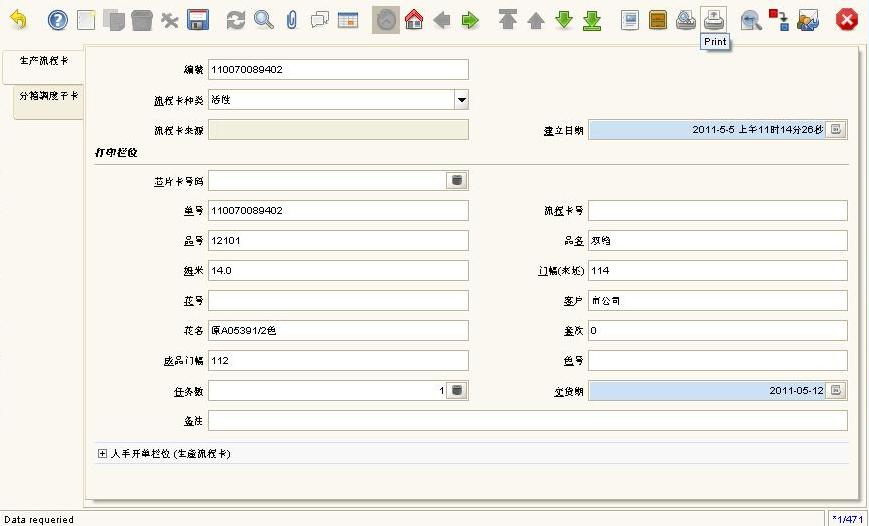 Print
生产流程卡
分箱调度子卡
编号 110070089402
流程卡种类 活性
流程卡来源
建立日期 2011-5-5 上午11时14分26秒
打印栏位
芯片卡号码
单号 110070089402
流程卡号
品号 12101
品名
缸米 14.0
门幅(来坯) 114
花号
客户 市公司
花名 原A05391/2色
釜次 0
成品门幅 112
色号
任务数 1
交货期 2011-05-12
备注
人手开单栏位 (生产流程卡)
Data requeried
*1/471